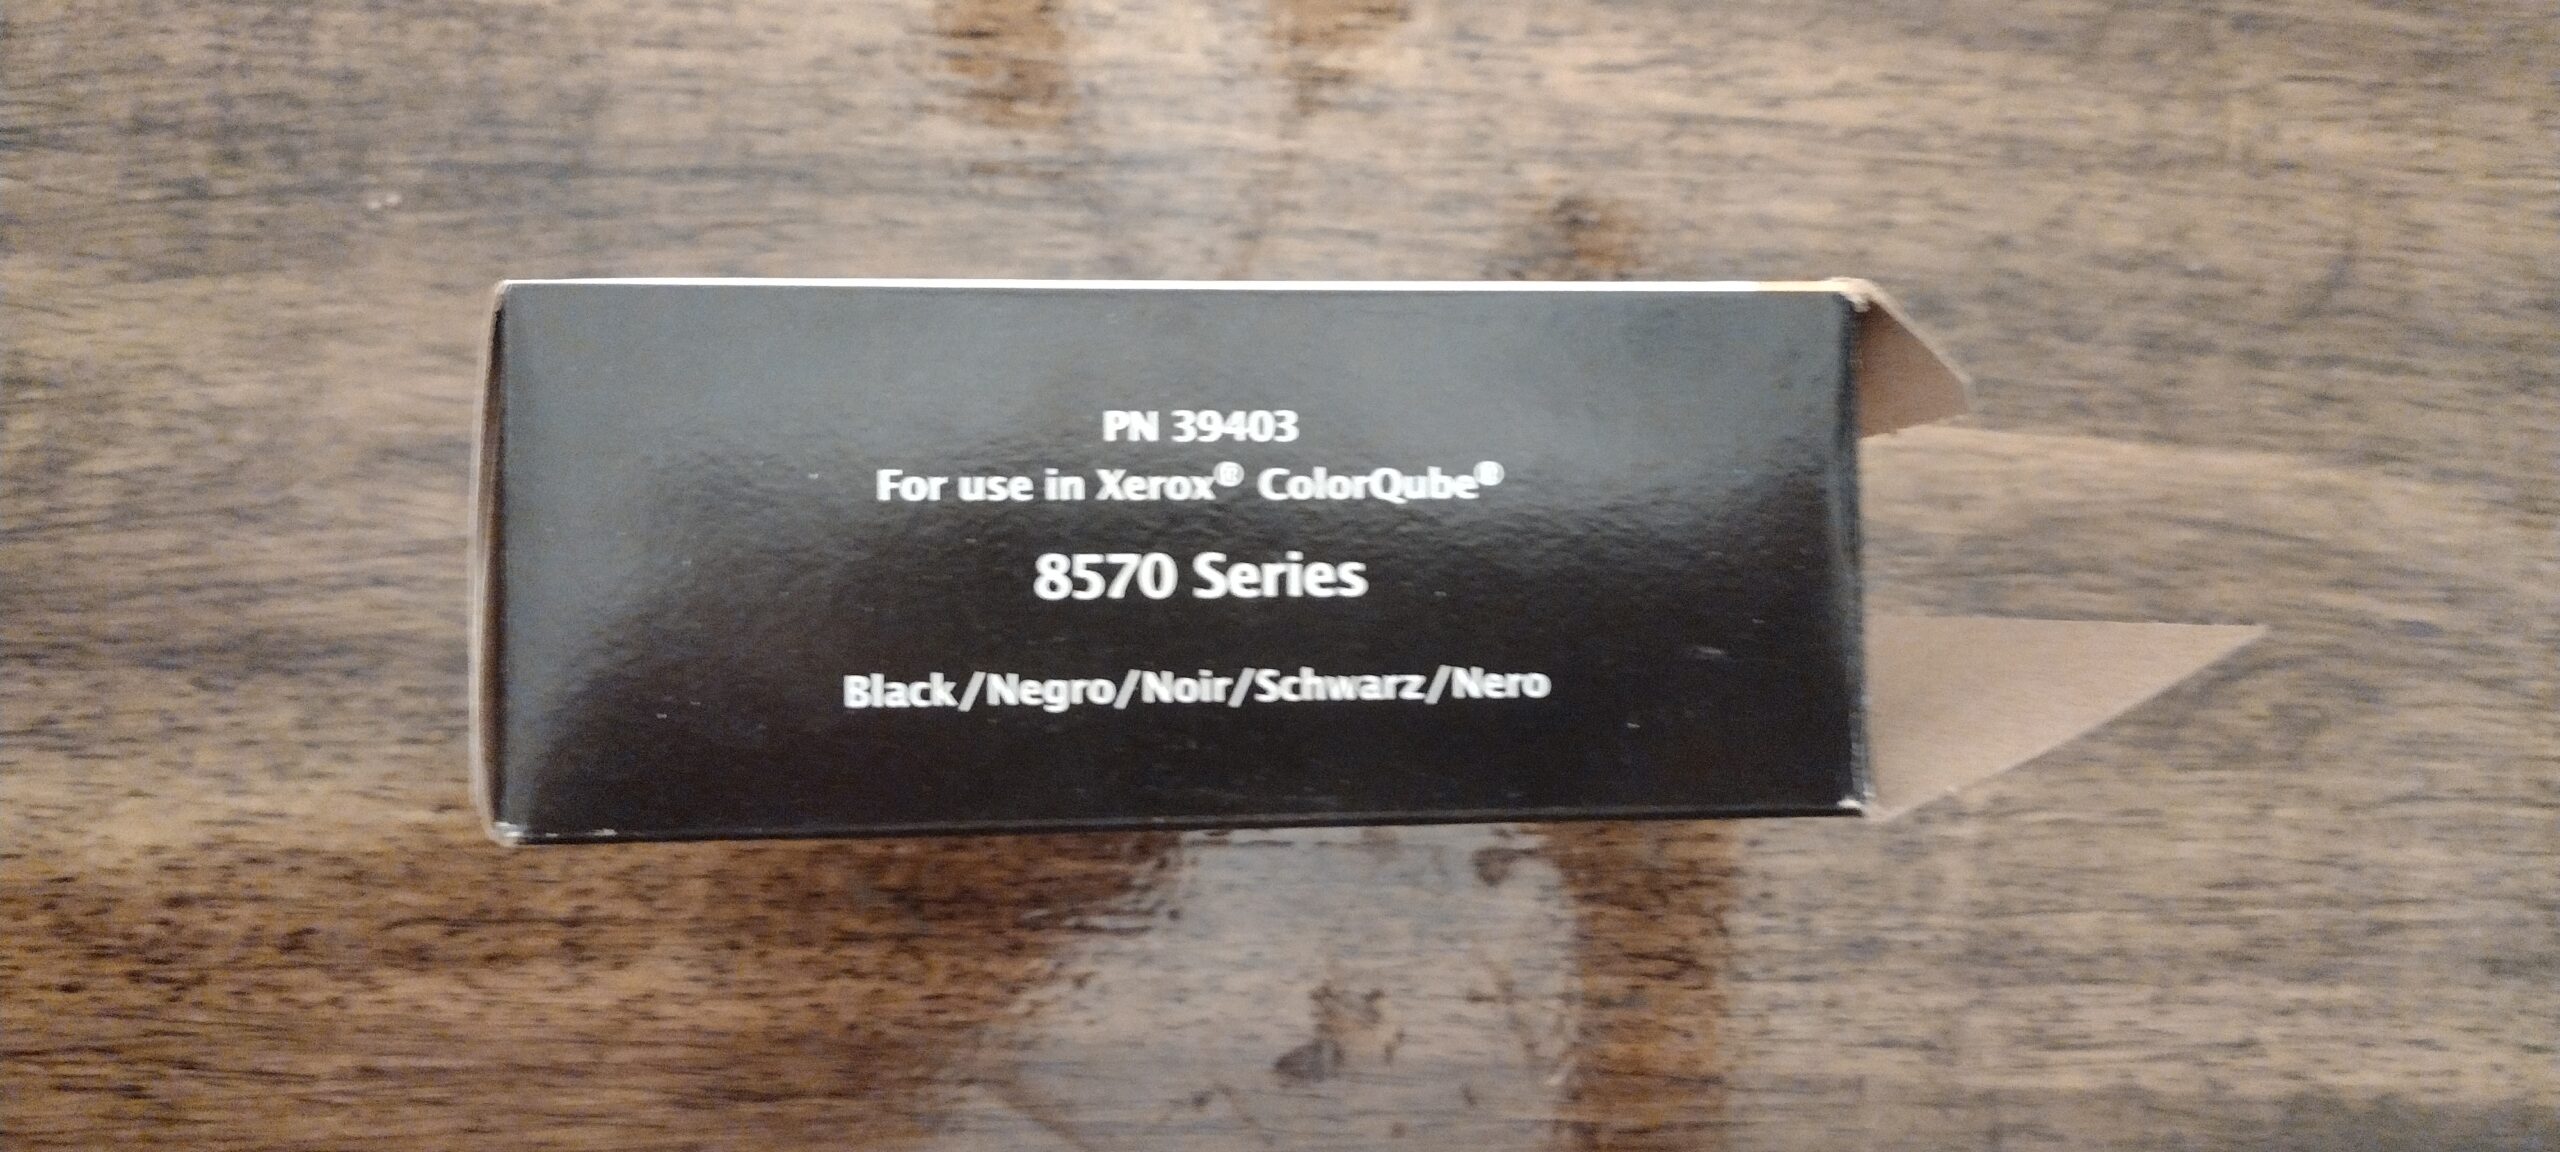 PN 39403
For use in Xerox® ColorQube®
8570 Series
Black/Negro/Noir/Schwarz/Nero